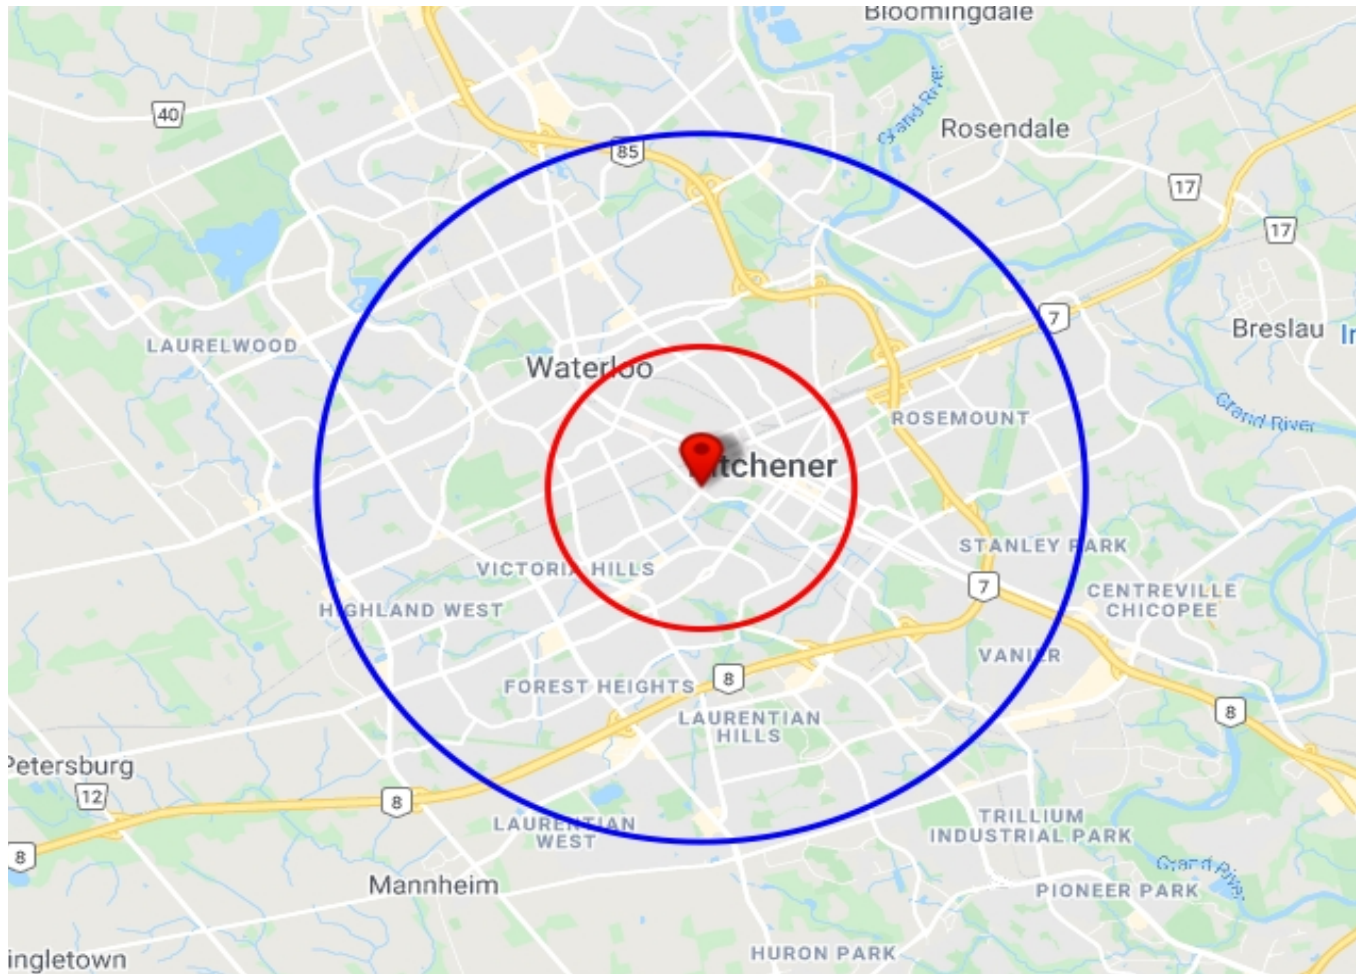 Bloomingdale
Grand River
40
Rosendale
85
17
17
7
Breslau
LAURELWOOD
Waterloo
Grand River
ROSEMOUNT
tchener
STANLEY PARK
VICTORIA HILLS
7
CENTREVILLE
CHICOPEE
HIGHLAND WEST
VANIER
8
FOREST HEIGHTS
8
LAURENTIAN
HILLS
Petersburg
12
8
LAURENTIAN
WEST
TRILLIUM
INDUSTRIAL PARK
8
Grand River
Mannheim
PIONEER PARK
HURON PARK
ingletown